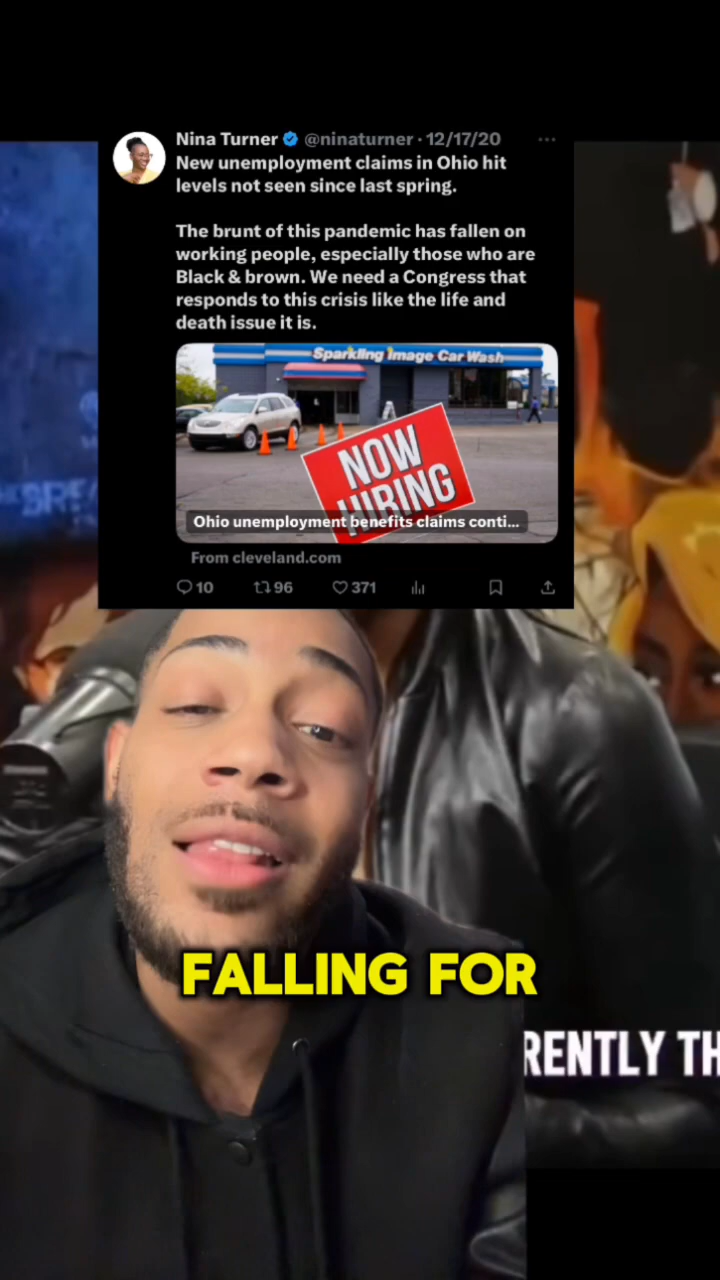 Nina Turner @ninaturner · 12/17/20
New unemployment claims in Ohio hit
levels not seen since last spring.
The brunt of this pandemic has fallen on
working people, especially those who are
Black & brown. We need a Congress that
responds to this crisis like the life and
death issue it is.
Sparkling Image Car Wash
NOW
HIRING
Ohio unemployment benefits claims conti...
From cleveland.com
10 96 371
FALLING FOR
RENTLY TH